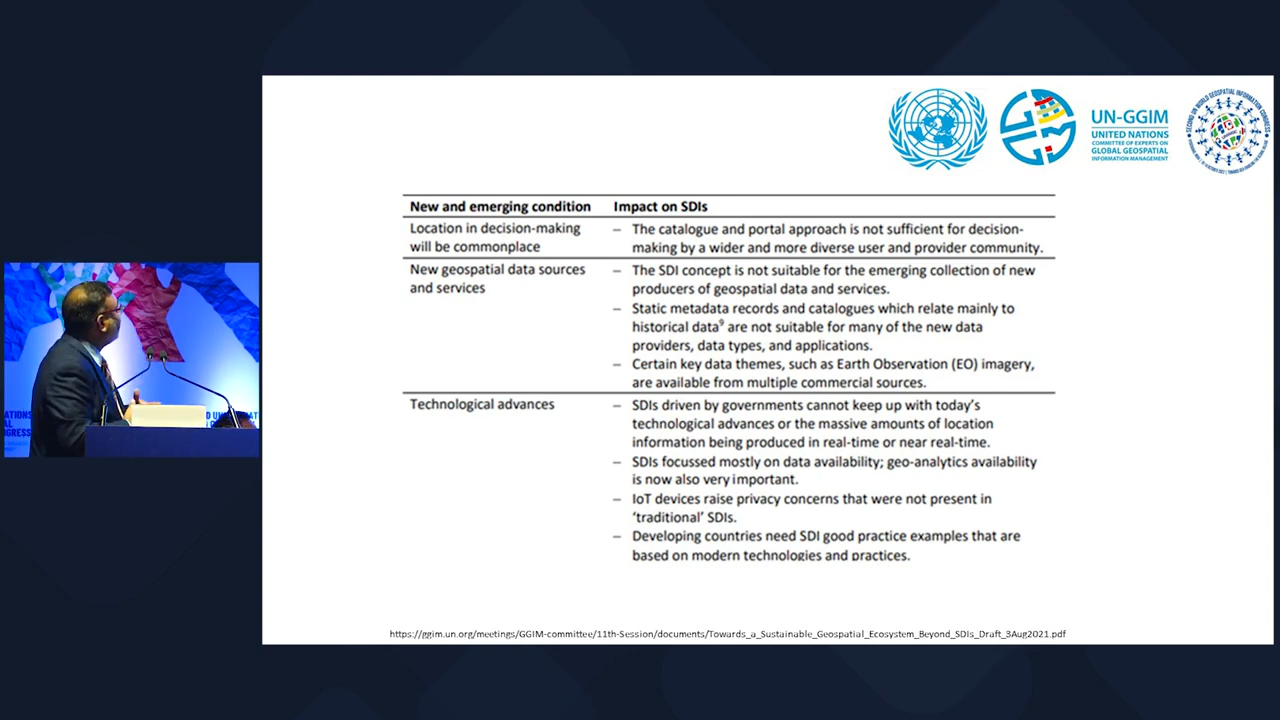 UN-GGIM
UNITED NATIONS
COMMITTEE OF EXPERTS ON
GLOBAL GEOSPATIAL
INFORMATION MANAGEMENT
New and emerging condition Impact on SDIs
Location in decision-making
will be commonplace
– The catalogue and portal approach is not sufficient for decision-
making by a wider and more diverse user and provider community.
New geospatial data sources
and services
– The SDI concept is not suitable for the emerging collection of new
producers of geospatial data and services.
– Static metadata records and catalogues which relate mainly to
historical data⁹ are not suitable for many of the new data
providers, data types, and applications.
– Certain key data themes, such as Earth Observation (EO) imagery,
are available from multiple commercial sources.
Technological advances
– SDIs driven by governments cannot keep up with today’s
technological advances or the massive amounts of location
information being produced in real-time or near real-time.
– SDIs focussed mostly on data availability; geo-analytics availability
is now also very important.
– IoT devices raise privacy concerns that were not present in
‘traditional’ SDIs.
– Developing countries need SDI good practice examples that are
based on modern technologies and practices.
https://ggim.un.org/meetings/GGIM-committee/11th-Session/documents/Towards_a_Sustainable_Geospatial_Ecosystem_Beyond_SDIs_Draft_3Aug2021.pdf